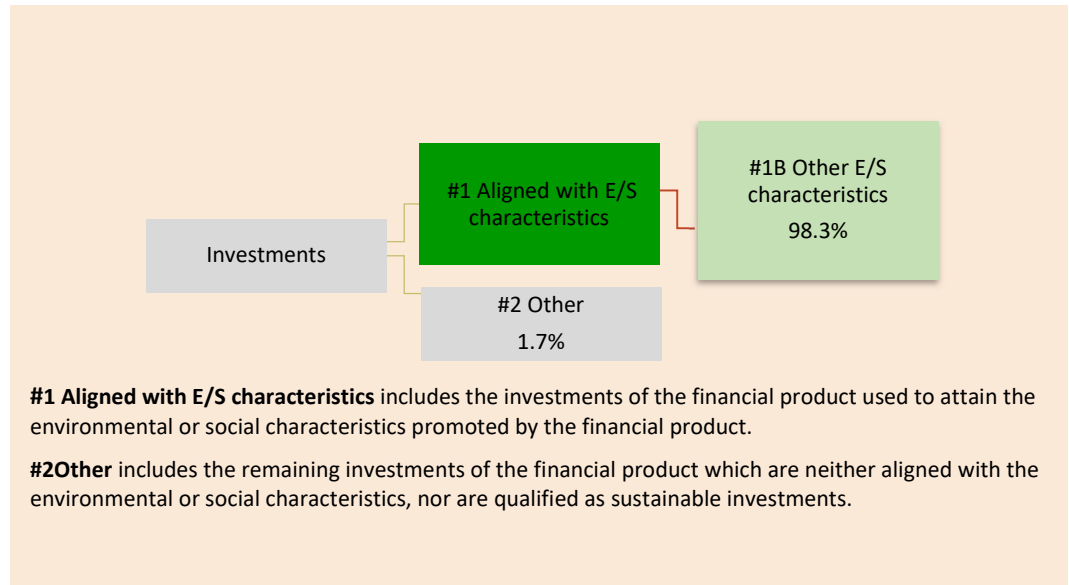 Investments
#1 Aligned with E/S
characteristics
#1B Other E/S
characteristics
98.3%
#2 Other
1.7%
#1 Aligned with E/S characteristics includes the investments of the financial product used to attain the
environmental or social characteristics promoted by the financial product.
#2Other includes the remaining investments of the financial product which are neither aligned with the
environmental or social characteristics, nor are qualified as sustainable investments.